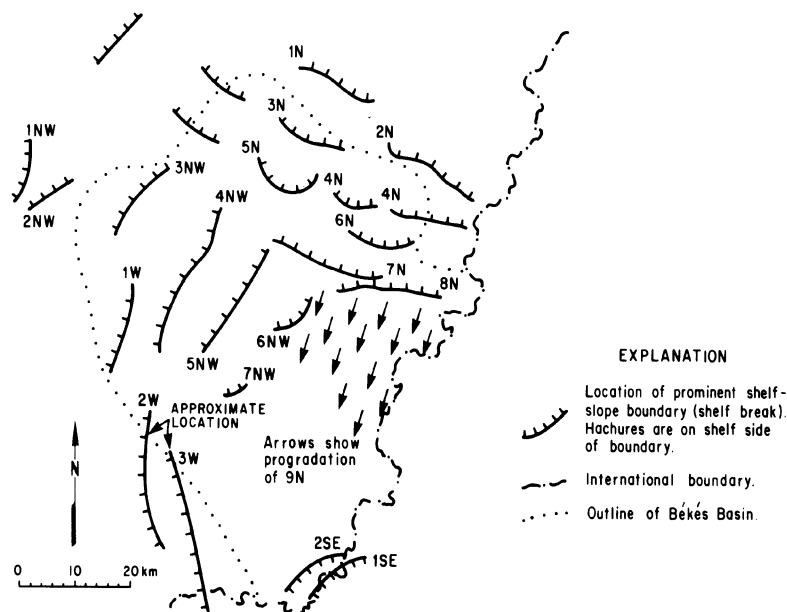 1N
3N
2N
1NW
5N
3NW
4N
4N
2NW
4NW
6N
7N
1W
8N
6NW
5NW
7NW
2W
APPROXIMATE
LOCATION
3W
Arrows show
progradation
of 9N
N
2SE
1SE
0 10 20 km
EXPLANATION
Location of prominent shelf-
slope boundary (shelf break).
Hachures are on shelf side
of boundary.
International boundary.
Outline of Békés Basin.